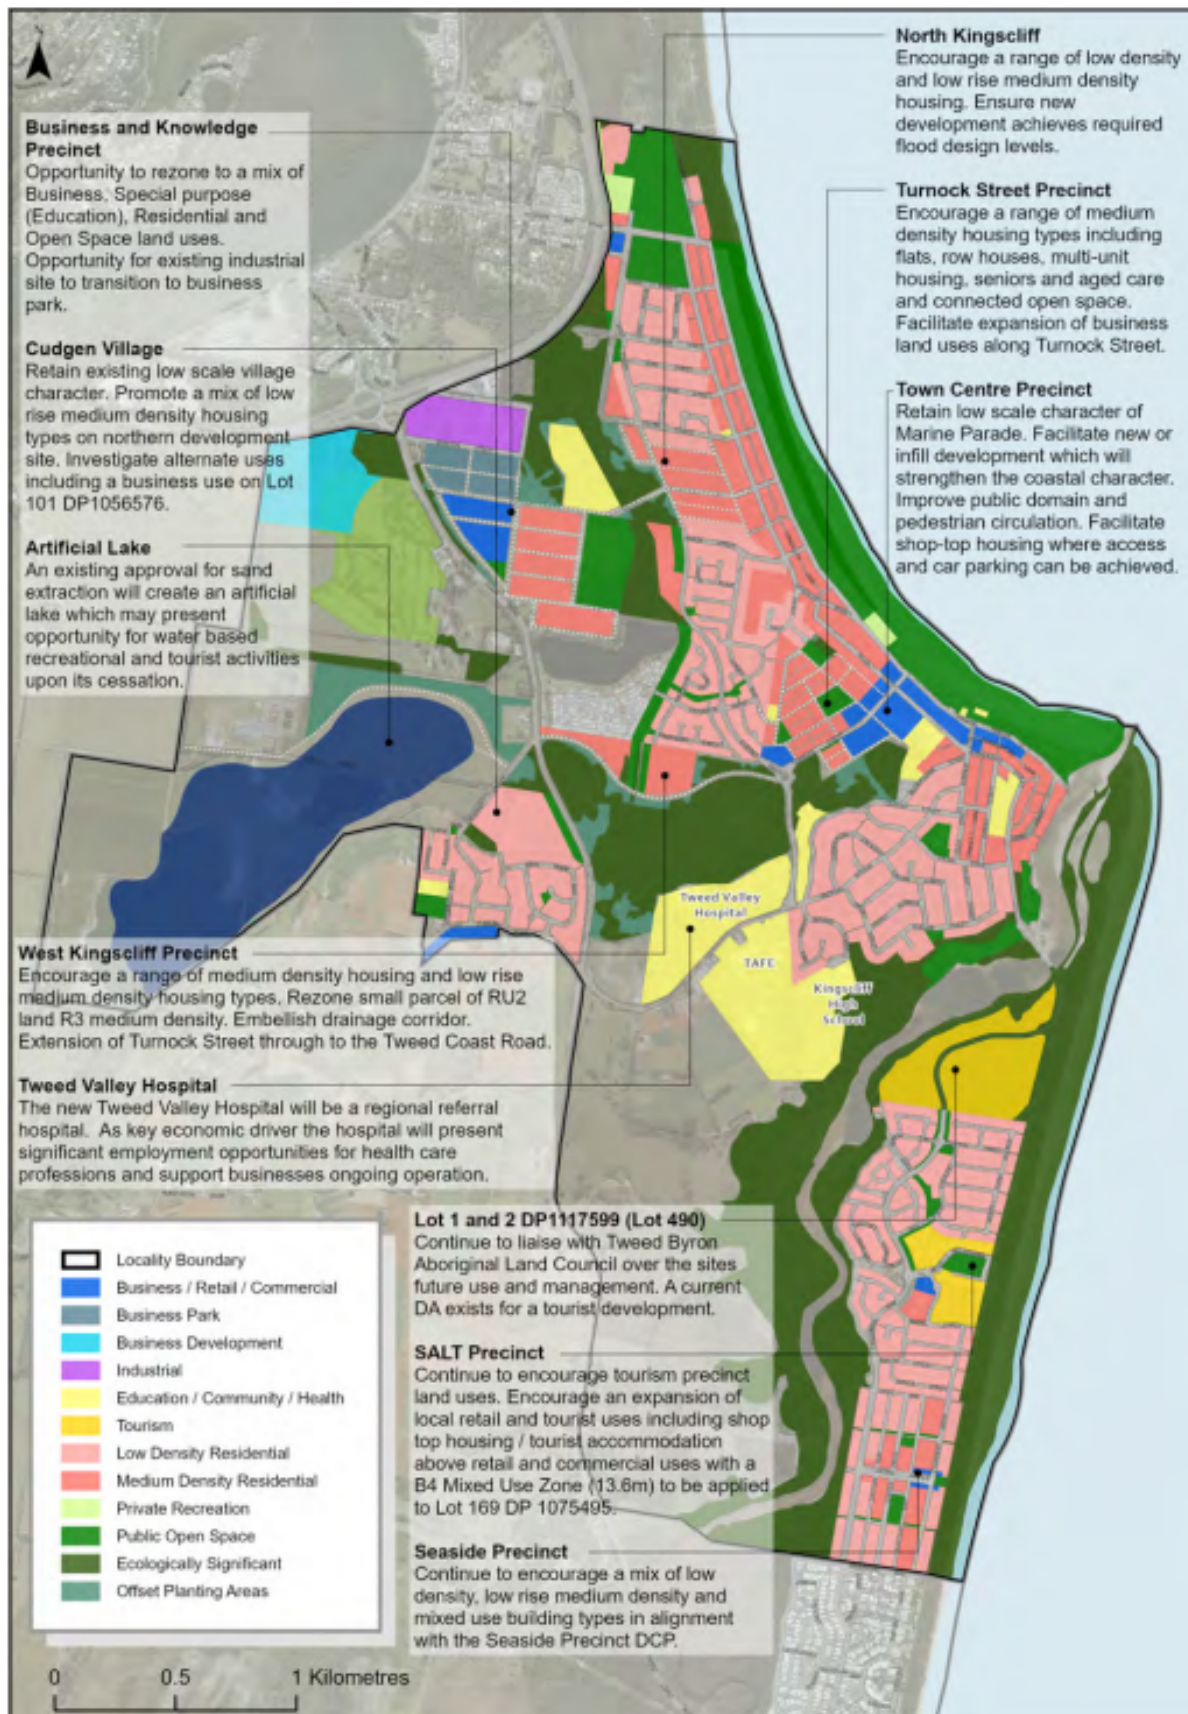 Business and Knowledge
Precinct
Opportunity to rezone to a mix of
Business, Special purpose
(Education), Residential and
Open Space land uses.
Opportunity for existing industrial
site to transition to business
park.
Cudgen Village
Retain existing low scale village
character. Promote a mix of low
rise medium density housing
types on northern development
site. Investigate alternate uses
including a business use on Lot
101 DP1056576.
Artificial Lake
An existing approval for sand
extraction will create an artificial
lake which may present
opportunity for water based
recreational and tourist activities
upon its cessation.
North Kingscliff
Encourage a range of low density
and low rise medium density
housing. Ensure new
development achieves required
flood design levels.
Turnock Street Precinct
Encourage a range of medium
density housing types including
flats, row houses, multi-unit
housing, seniors and aged care
and connected open space.
Facilitate expansion of business
land uses along Turnock Street.
Town Centre Precinct
Retain low scale character of
Marine Parade. Facilitate new or
infill development which will
strengthen the coastal character.
Improve public domain and
pedestrian circulation. Facilitate
shop-top housing where access
and car parking can be achieved.
Tweed Valley
Hospital
TAFE
Kingscliff
High
School
West Kingscliff Precinct
Encourage a range of medium density housing and low rise
medium density housing types. Rezone small parcel of RU2
land R3 medium density. Embellish drainage corridor.
Extension of Turnock Street through to the Tweed Coast Road.
Tweed Valley Hospital
The new Tweed Valley Hospital will be a regional referral
hospital. As key economic driver the hospital will present
significant employment opportunities for health care
professions and support businesses ongoing operation.
Lot 1 and 2 DP1117599 (Lot 490)
Continue to liaise with Tweed Byron
Aboriginal Land Council over the sites
future use and management. A current
DA exists for a tourist development.
SALT Precinct
Continue to encourage tourism precinct
land uses. Encourage an expansion of
local retail and tourist uses including shop
top housing / tourist accommodation
above retail and commercial uses with a
B4 Mixed Use Zone (13.6m) to be applied
to Lot 169 DP 1075495.
Seaside Precinct
Continue to encourage a mix of low
density, low rise medium density and
mixed use building types in alignment
with the Seaside Precinct DCP.
Locality Boundary
Business / Retail / Commercial
Business Park
Business Development
Industrial
Education / Community / Health
Tourism
Low Density Residential
Medium Density Residential
Private Recreation
Public Open Space
Ecologically Significant
Offset Planting Areas
0 0.5 1 Kilometres